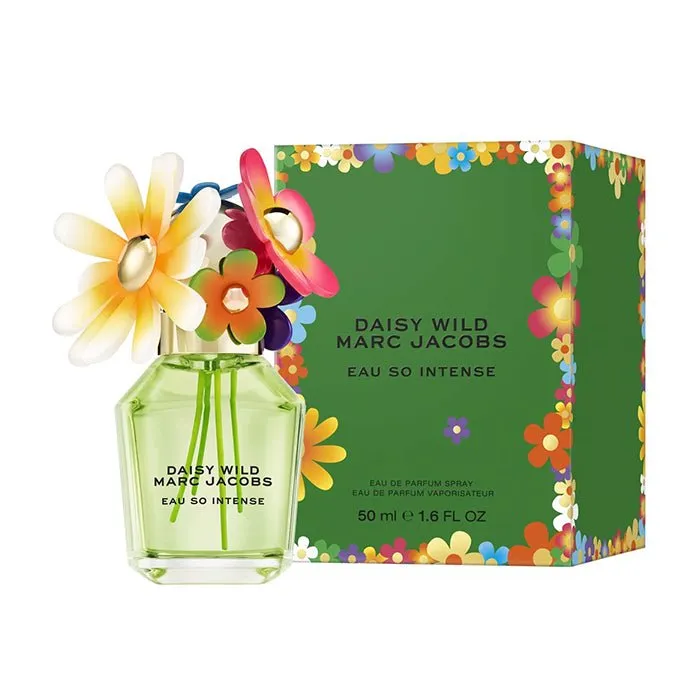 DAISY WILD
MARC JACOBS
EAU SO INTENSE
DAISY WILD
MARC JACOBS
EAU SO INTENSE
EAU DE PARFUM SPRAY
EAU DE PARFUM VAPORISATEUR
50 ml ℮ 1.6 FL OZ